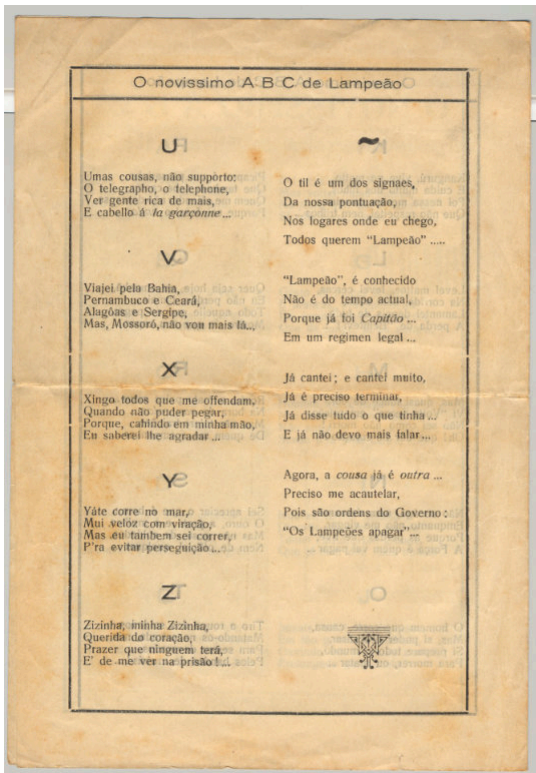 O novissimo A B C de Lampeão
U
Umas cousas, não supporto:
O telegrapho, o telephone,
Ver gente rica de mais,
E cabello á la garçonne...
V
Viajei pela Bahia,
Pernambuco e Ceará,
Alagôas e Sergipe,
Mas, Mossoró, não vou mais lá...
X
Xingo todos que me offendam,
Quando não puder pegar,
Porque, cahindo em minha mão,
Eu saberei lhe agradar...
Y
Yáte corre no mar,
Mui veloz com viração,
Mas eu tambem sei correr,
P'ra evitar perseguição...
Z
Zizinha, minha Zizinha,
Querida do coração,
Prazer que ninguem terá,
E' de me ver na prisão!...
~
O til é um dos signaes,
Da nossa pontuação,
Nos logares onde eu chego,
Todos querem "Lampeão" .....
"Lampeão", é conhecido
Não é do tempo actual,
Porque já foi Capitão ...
Em um regimen legal ...
Já cantei; e cantei muito,
Já é preciso terminar,
Já disse tudo o que tinha...
E já não devo mais falar...
Agora, a cousa já é outra ...
Preciso me acautelar,
Pois são ordens do Governo:
"Os Lampeões apagar"...